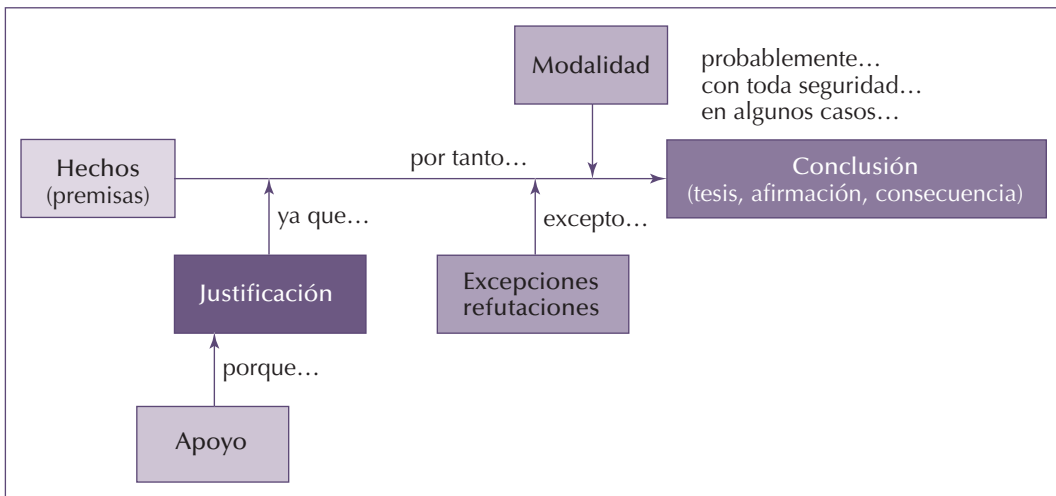 Modalidad
probablemente…
con toda seguridad…
en algunos casos…
Hechos
(premisas)
por tanto…
Conclusión
(tesis, afirmación, consecuencia)
ya que…
excepto…
Justificación
Excepciones
refutaciones
porque…
Apoyo